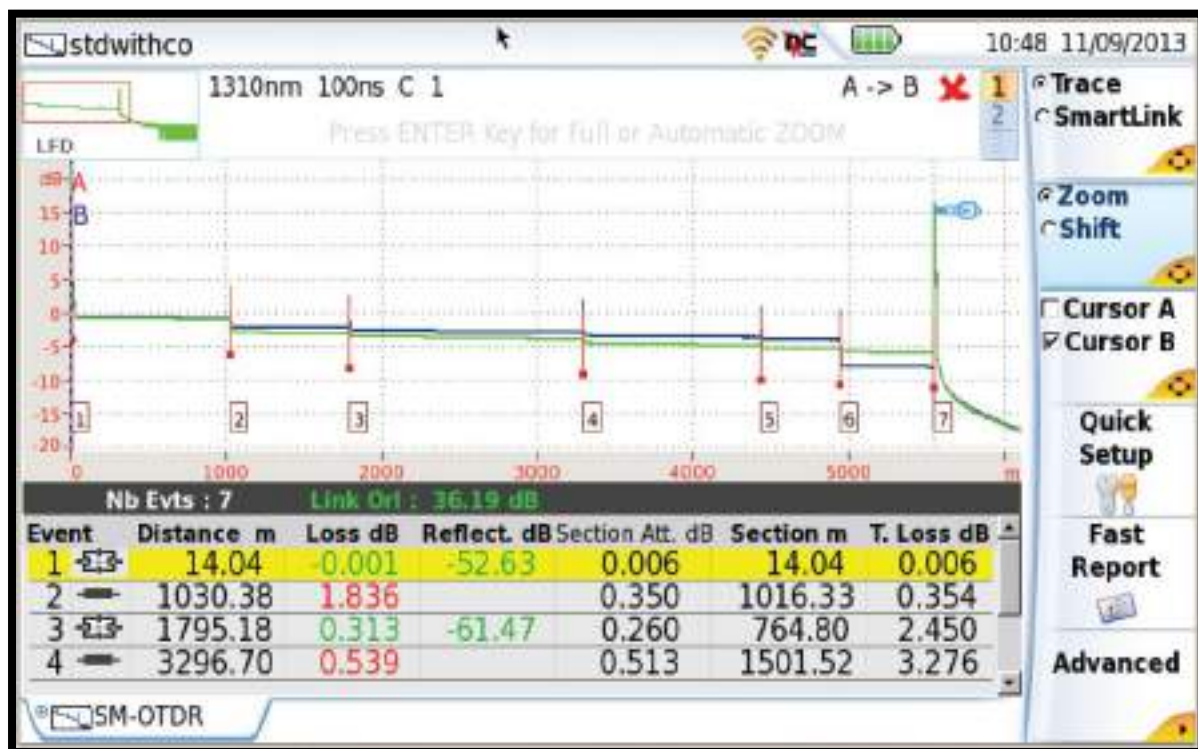 stdwithco
10:48 11/09/2013
1310nm 100ns C 1
A -> B
1
2
Press ENTER Key for Full or Automatic ZOOM
LFD
dB A
15 B
10
5
0
-5
-10
-15
-20
1 2 3 4 5 6 7
0 1000 2000 3000 4000 5000 m
Nb Evts : 7 Link Orl : 36.19 dB
Event Distance m Loss dB Reflect. dB Section Att. dB Section m T. Loss dB
1 14.04 -0.001 -52.63 0.006 14.04 0.006
2 1030.38 1.836 0.350 1016.33 0.354
3 1795.18 0.313 -61.47 0.260 764.80 2.450
4 3296.70 0.539 0.513 1501.52 3.276
SM-OTDR
Trace
SmartLink
Zoom
Shift
Cursor A
Cursor B
Quick
Setup
Fast
Report
Advanced